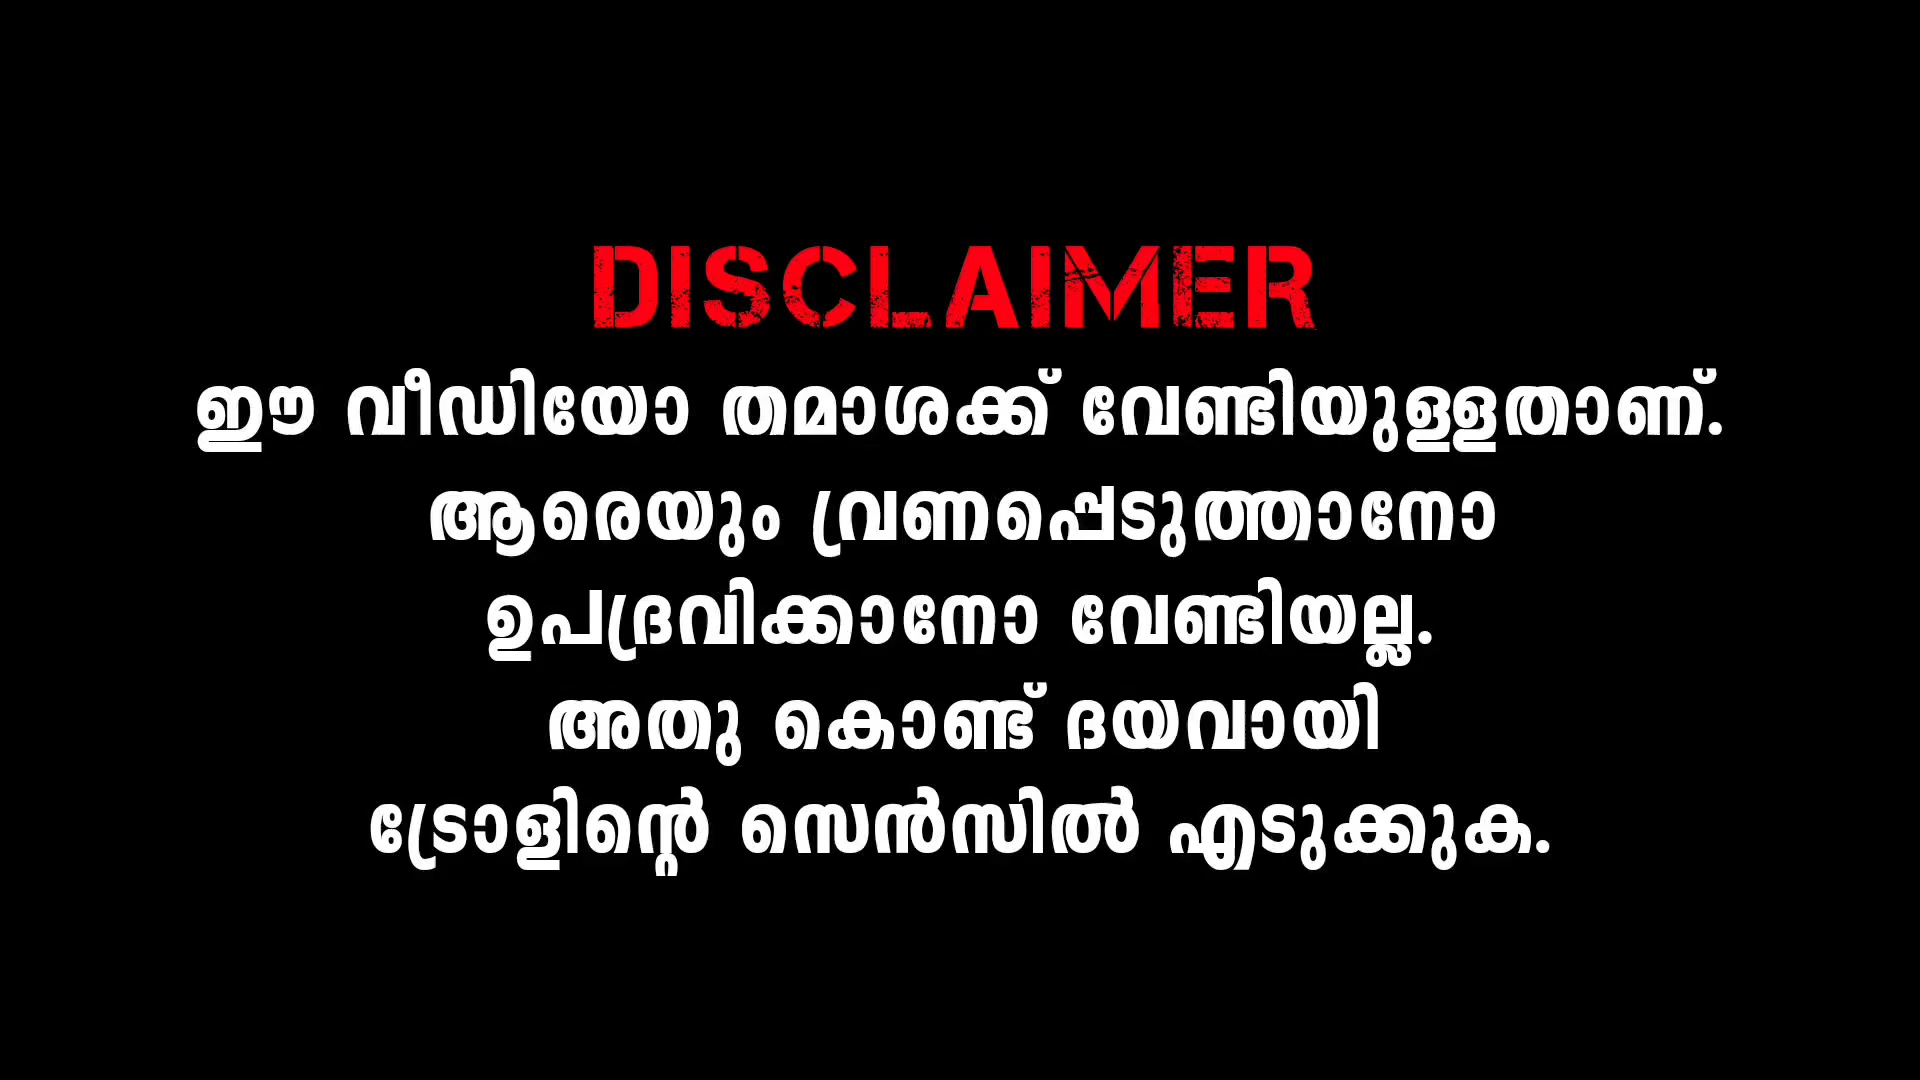 DISCLAIMER
ഈ വീഡിയോ തമാശക്ക് വേണ്ടിയുള്ളതാണ്.
ആരെയും വ്രണപ്പെടുത്താനോ
ഉപദ്രവിക്കാനോ വേണ്ടിയല്ല.
അതു കൊണ്ട് ദയവായി
ട്രോളിന്റെ സെൻസിൽ എടുക്കുക.